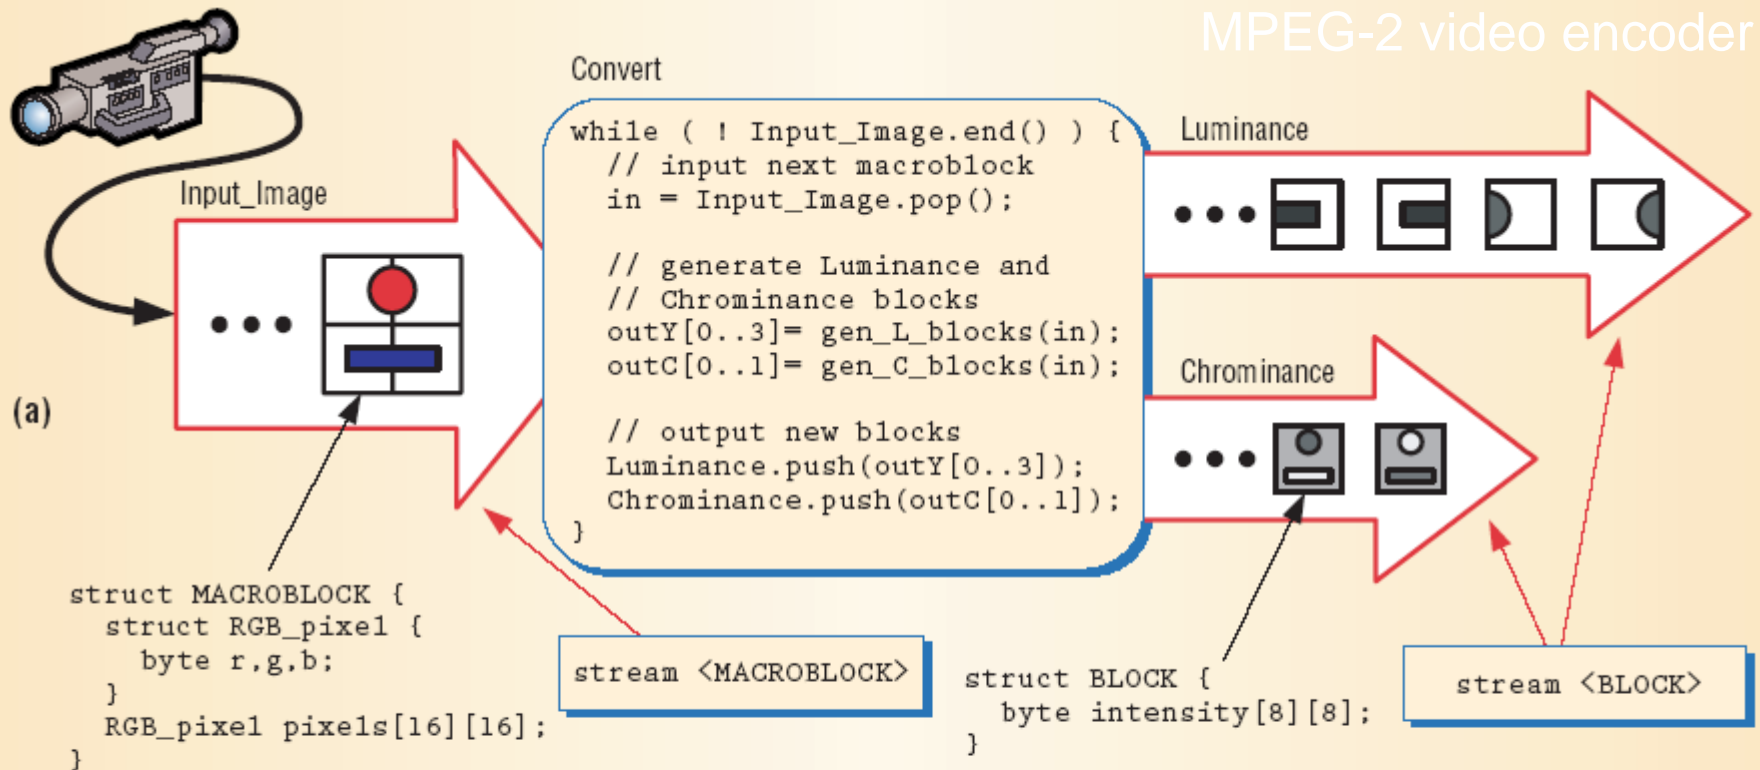 MPEG-2 video encoder
Convert
while ( ! Input_Image.end() ) {
// input next macroblock
in = Input_Image.pop();
// generate Luminance and
// Chrominance blocks
outY[0..3]= gen_L_blocks(in);
outC[0..1]= gen_C_blocks(in);
// output new blocks
Luminance.push(outY[0..3]);
Chrominance.push(outC[0..1]);
}
Input_Image
Luminance
Chrominance
(a)
struct MACROBLOCK {
struct RGB_pixel {
byte r,g,b;
}
RGB_pixel pixels[16][16];
}
stream <MACROBLOCK>
struct BLOCK {
byte intensity[8][8];
}
stream <BLOCK>